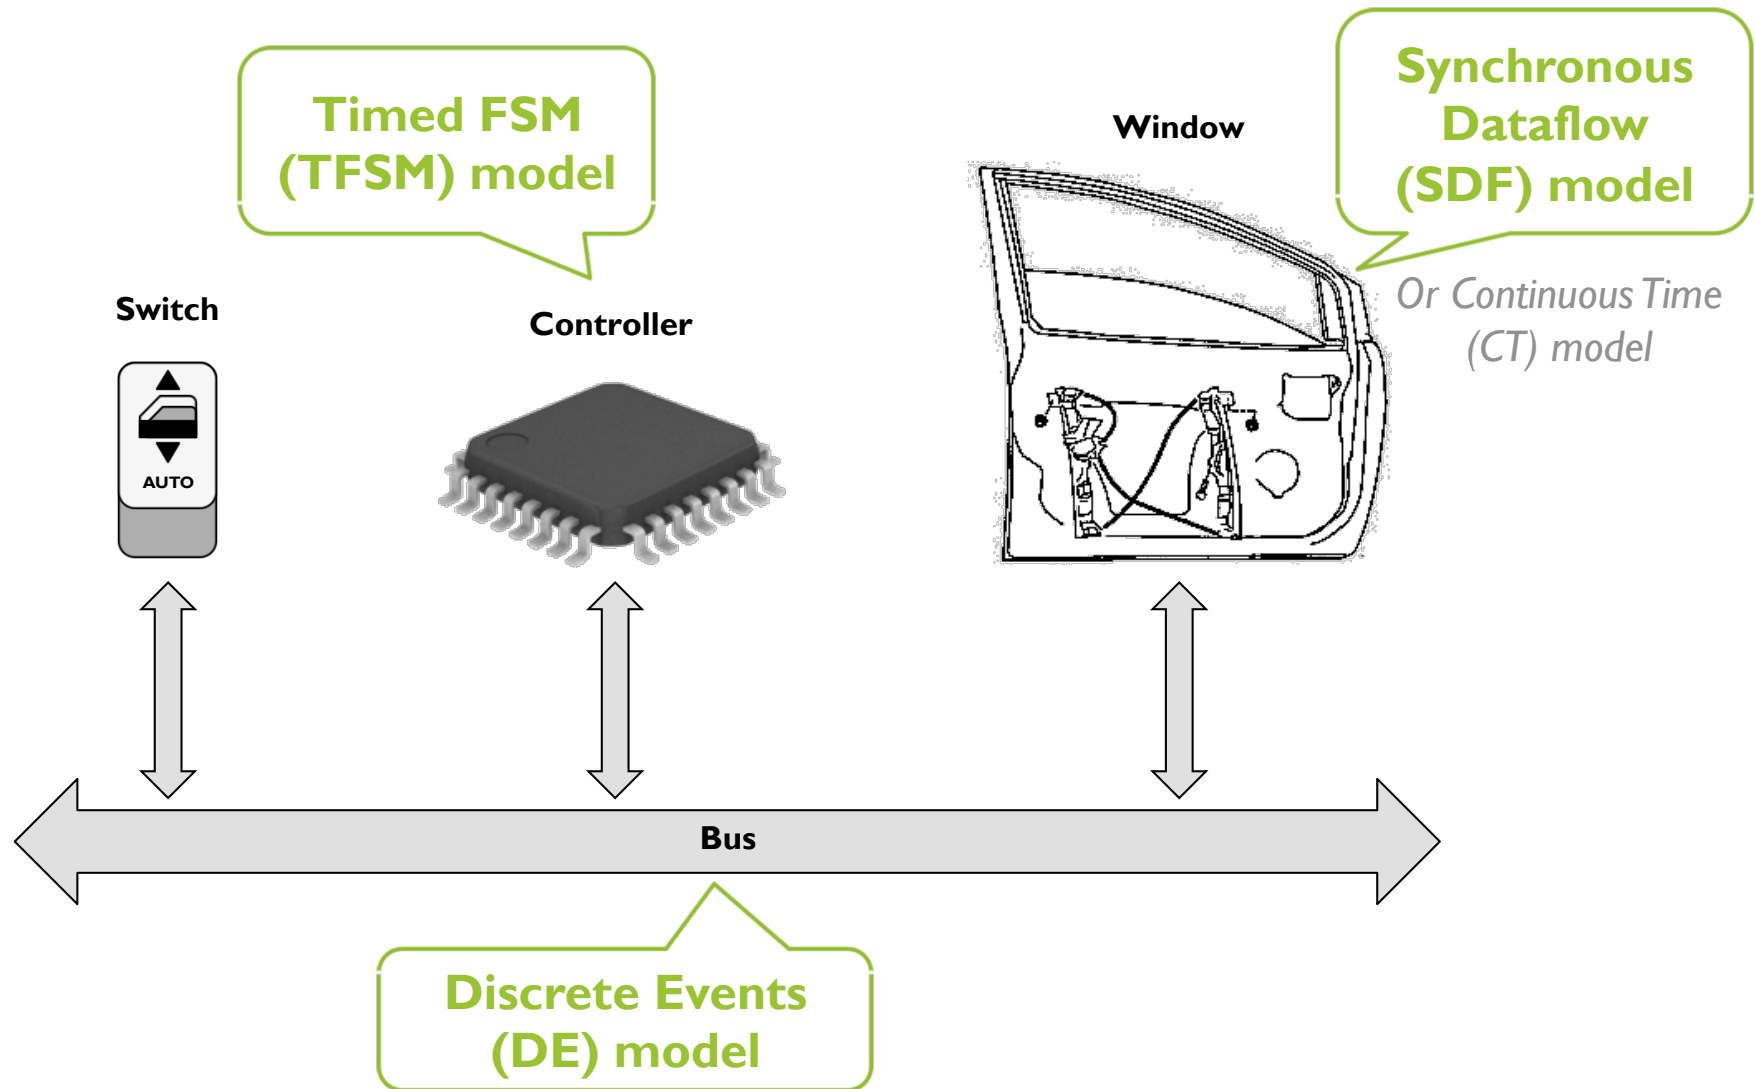 Timed FSM
(TFSM) model
Window
Synchronous
Dataflow
(SDF) model
Or Continuous Time
(CT) model
Switch
Controller
AUTO
Bus
Discrete Events
(DE) model